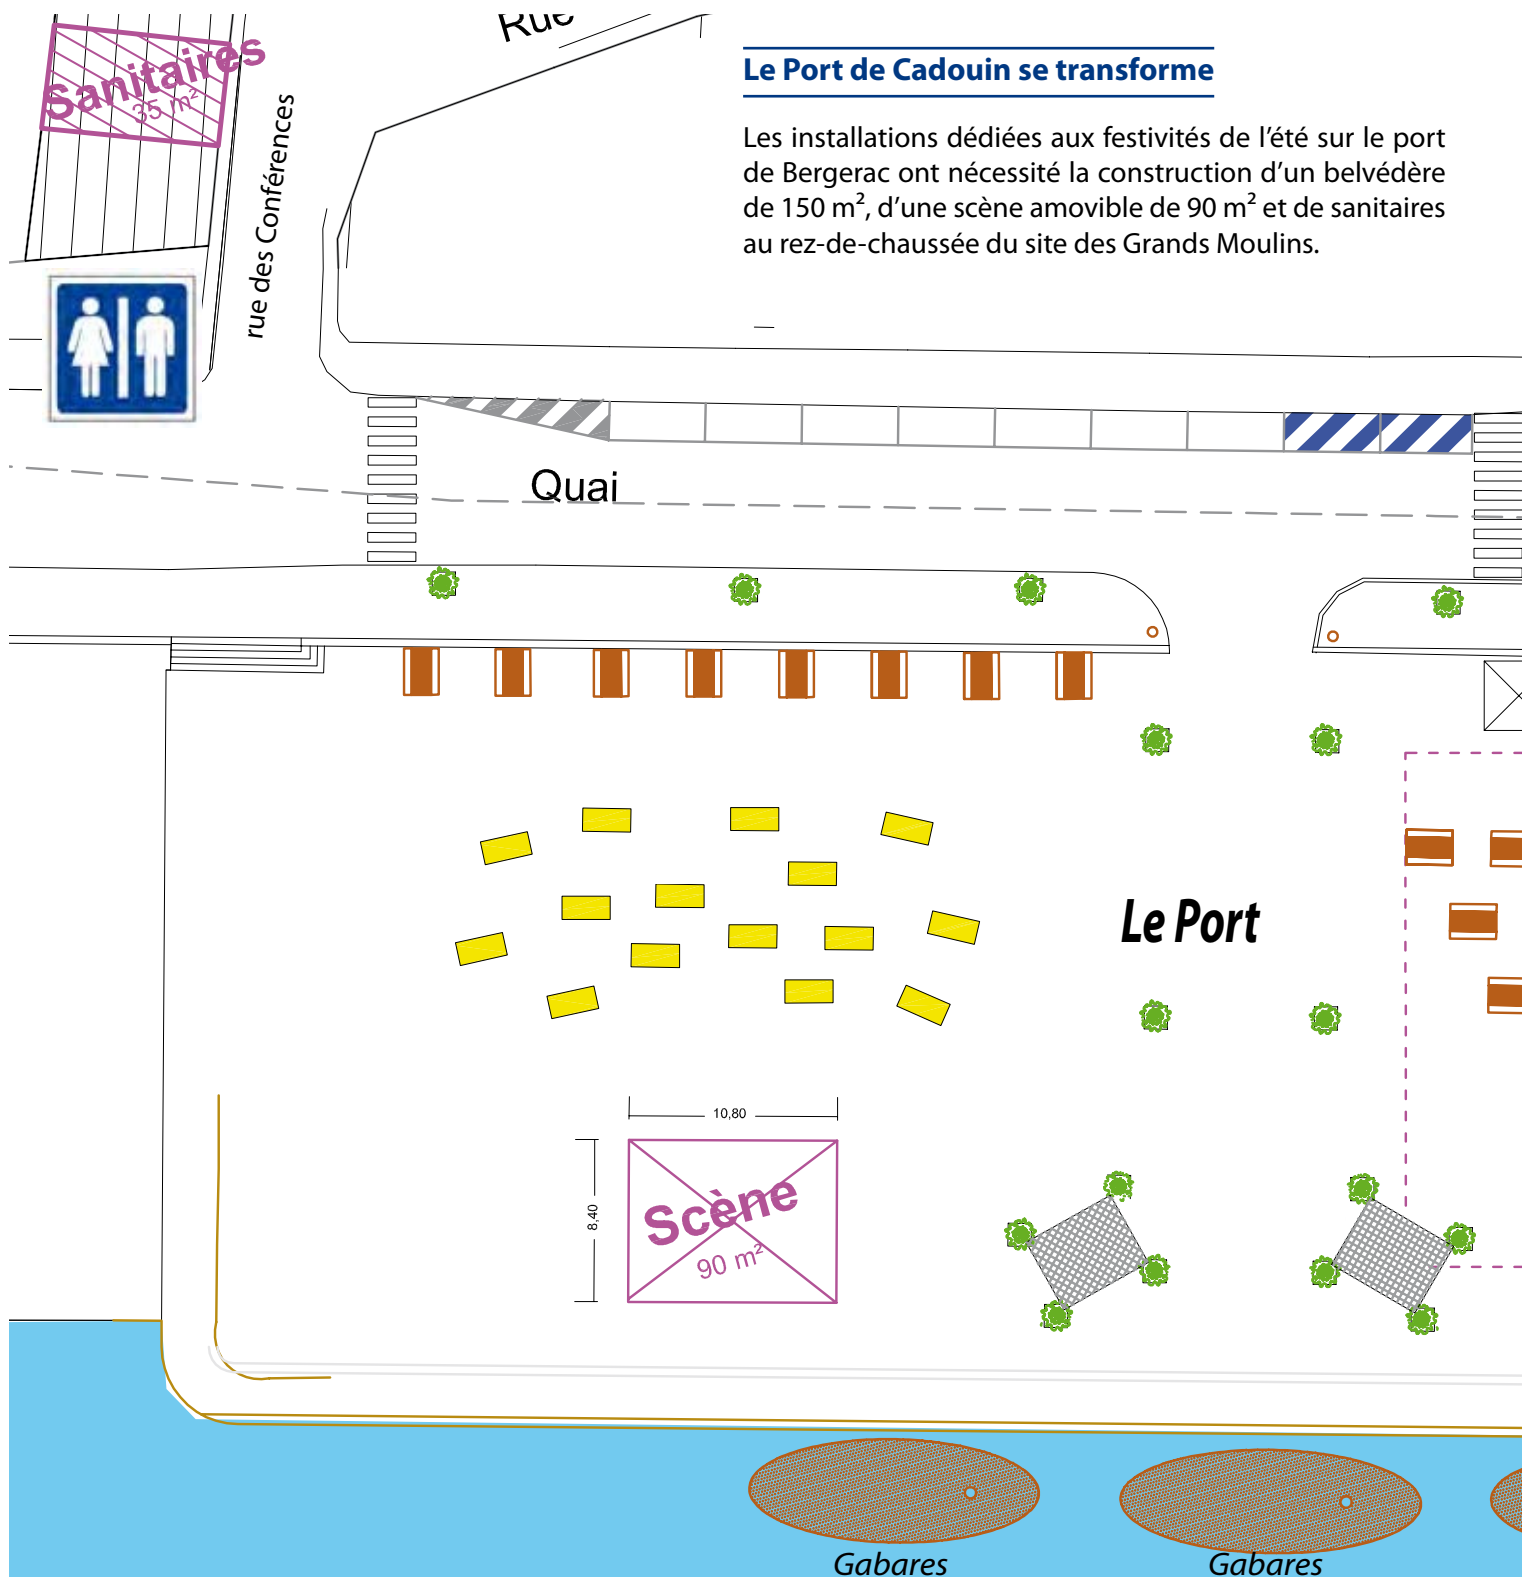 Rue
Sanitaires
35 m²
rue des Conférences
Le Port de Cadouin se transforme
Les installations dédiées aux festivités de l’été sur le port
de Bergerac ont nécessité la construction d’un belvédère
de 150 m², d’une scène amovible de 90 m² et de sanitaires
au rez-de-chaussée du site des Grands Moulins.
Quai
Le Port
10,80
8,40
Scène
90 m²
Gabares
Gabares